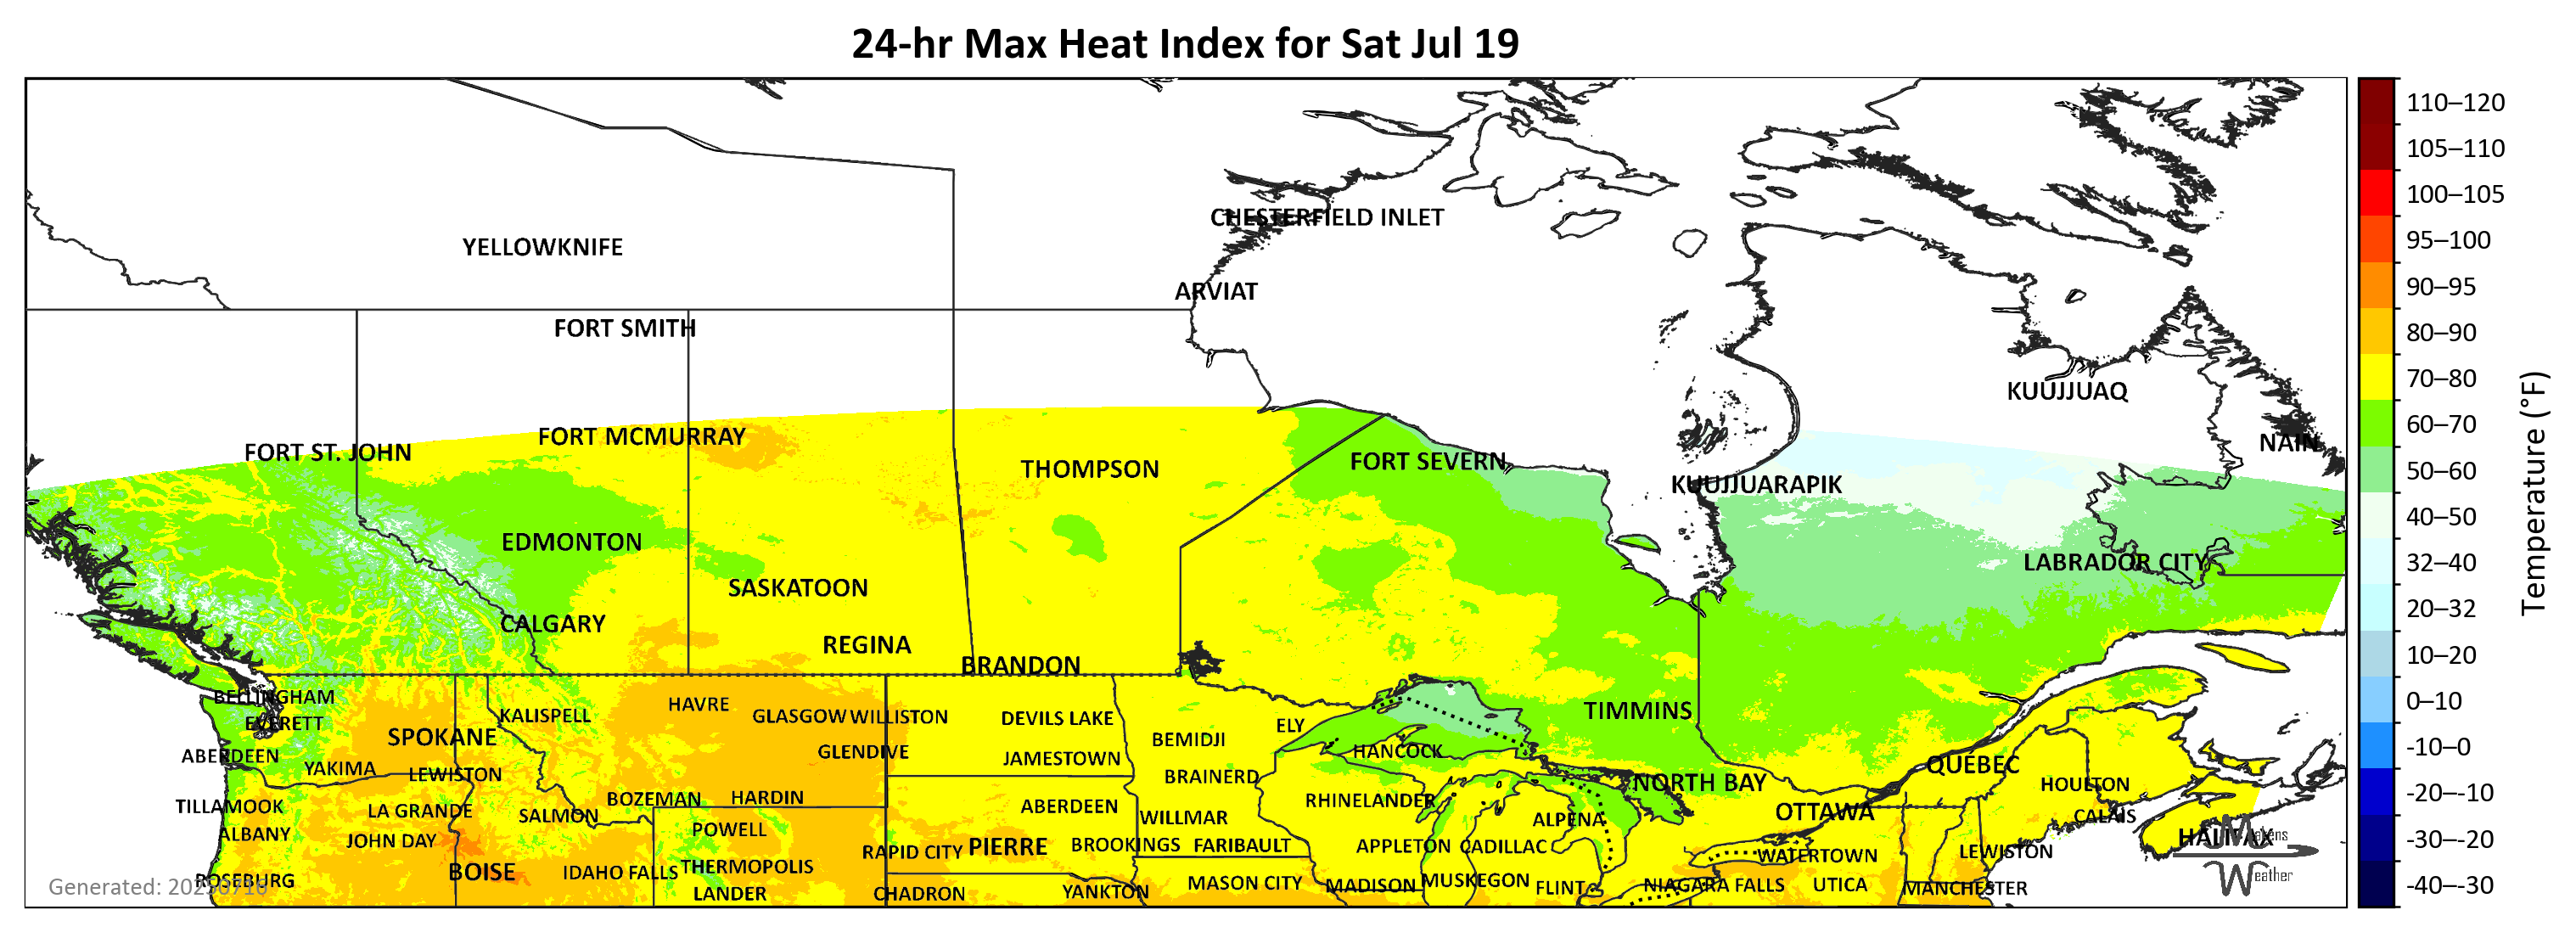 24-hr Max Heat Index for Sat Jul 19
110–120
105–110
CHESTERFIELD INLET
100–105
YELLOWKNIFE
95–100
ARVIAT
90–95
FORT SMITH
80–90
KUUJJUAQ
70–80
FORT ST. JOHN
FORT MCMURRAY
THOMPSON
FORT SEVERN
NAIN
60–70
KUUJJUARAPIK
50–60
EDMONTON
40–50
LABRADOR CITY
32–40
SASKATOON
CALGARY
20–32
REGINA
BRANDON
10–20
Temperature (°F)
BELLINGHAM
HAVRE
0–10
EVERETT
KALISPELL
GLASGOW
WILLISTON
DEVILS LAKE
ELY
TIMMINS
SPOKANE
BEMIDJI
-10–0
ABERDEEN
GLENDIVE
JAMESTOWN
HANCOCK
YAKIMA
LEWISTON
BRAINERD
NORTH BAY
QUÉBEC
HOULTON
-20–-10
TILLAMOOK
LA GRANDE
SALMON
BOZEMAN
HARDIN
ABERDEEN
WILLMAR
RHINELANDER
ALPENA
OTTAWA
CALAIS
ALBANY
JOHN DAY
POWELL
RAPID CITY
PIERRE
BROOKINGS
FARIBAULT
APPLETON
CADILLAC
WATERTOWN
LEWISTON
HALIFAX
Makens
-30–-20
ROSEBURG
BOISE
IDAHO FALLS
THERMOPOLIS
LANDER
CHADRON
YANKTON
MASON CITY
MADISON
MUSKEGON
FLINT
NIAGARA FALLS
UTICA
MANCHESTER
Weather
-40–-30
Generated: 20250716